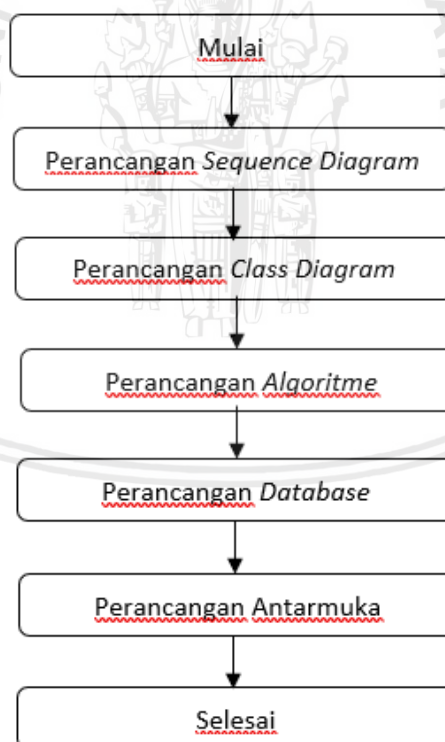 Mulai
Perancangan Sequence Diagram
Perancangan Class Diagram
Perancangan Algoritme
Perancangan Database
Perancangan Antarmuka
Selesai